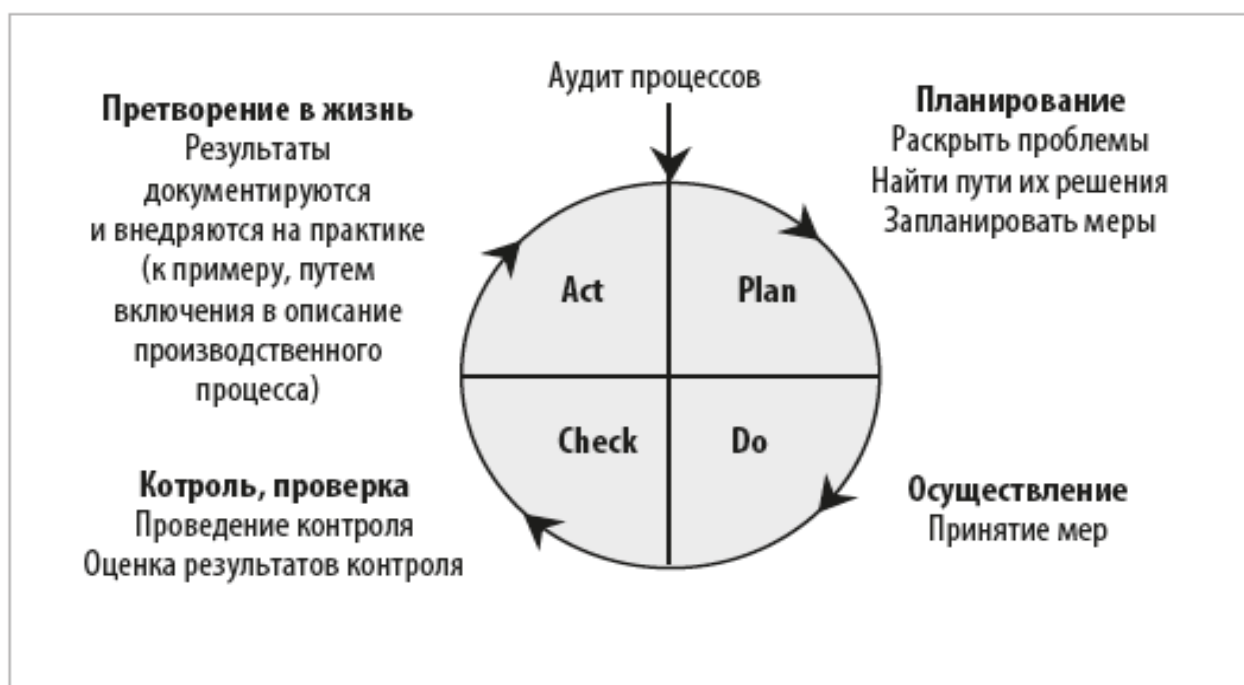 Аудит процессов
Претворение в жизнь
Результаты
документируются
и внедряются на практике
(к примеру, путем
включения в описание
производственного
процесса)
Планирование
Раскрыть проблемы
Найти пути их решения
Запланировать меры
Act
Plan
Check
Do
Котроль, проверка
Проведение контроля
Оценка результатов контроля
Осуществление
Принятие мер